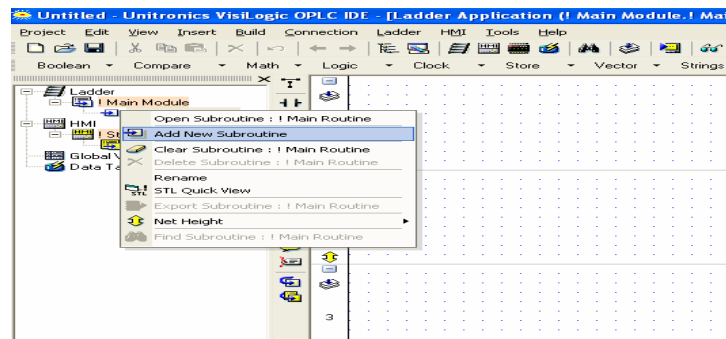 Untitled - Unitronics VisiLogic OPLC IDE - [Ladder Application (! Main Module.! Mai
Project Edit View Insert Build Connection Ladder HMI Tools Help
Boolean Compare Math Logic Clock Store Vector Strings
Ladder
! Main Module
HMI
! St
Global V
Data Ta
Open Subroutine : ! Main Routine
Add New Subroutine
Clear Subroutine : ! Main Routine
Delete Subroutine : ! Main Routine
Rename
STL STL Quick View
Export Subroutine : ! Main Routine
Net Height
Find Subroutine : ! Main Routine
3